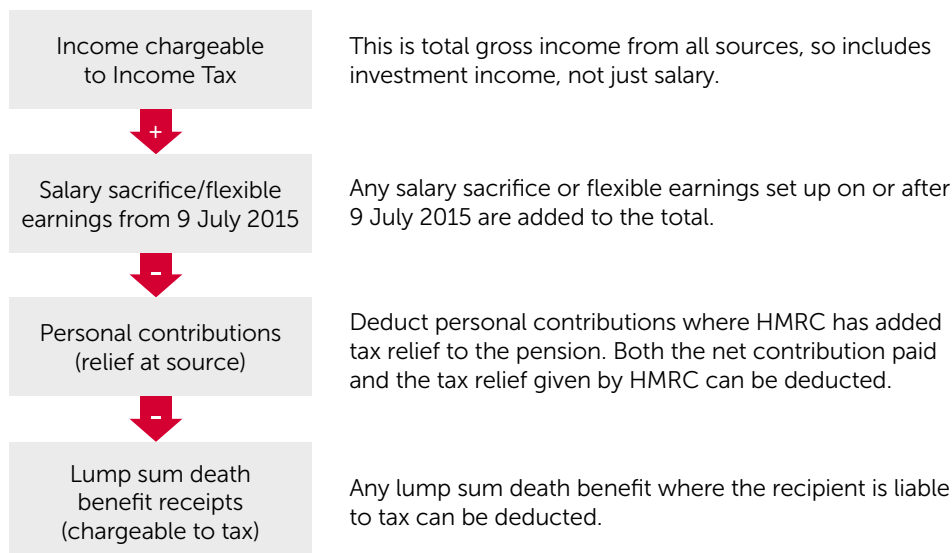 Income chargeable
to Income Tax
This is total gross income from all sources, so includes
investment income, not just salary.
+
Salary sacrifice/flexible
earnings from 9 July 2015
Any salary sacrifice or flexible earnings set up on or after
9 July 2015 are added to the total.
-
Personal contributions
(relief at source)
Deduct personal contributions where HMRC has added
tax relief to the pension. Both the net contribution paid
and the tax relief given by HMRC can be deducted.
-
Lump sum death
benefit receipts
(chargeable to tax)
Any lump sum death benefit where the recipient is liable
to tax can be deducted.